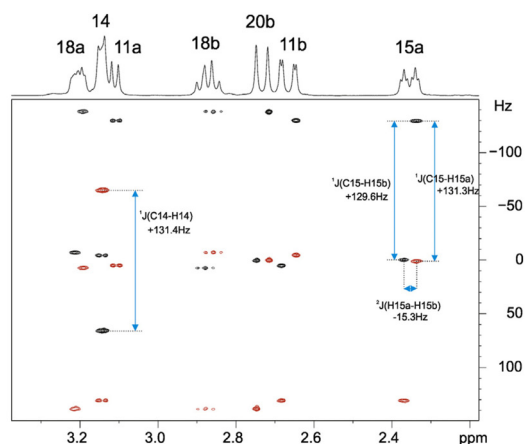 14
20b
18a
11a
18b
11b
15a
Hz
−100
−50
0
50
100
¹J(C14-H14)
+131.4Hz
¹J(C15-H15b)
+129.6Hz
¹J(C15-H15a)
+131.3Hz
²J(H15a-H15b)
-15.3Hz
3.2
3.0
2.8
2.6
2.4
ppm